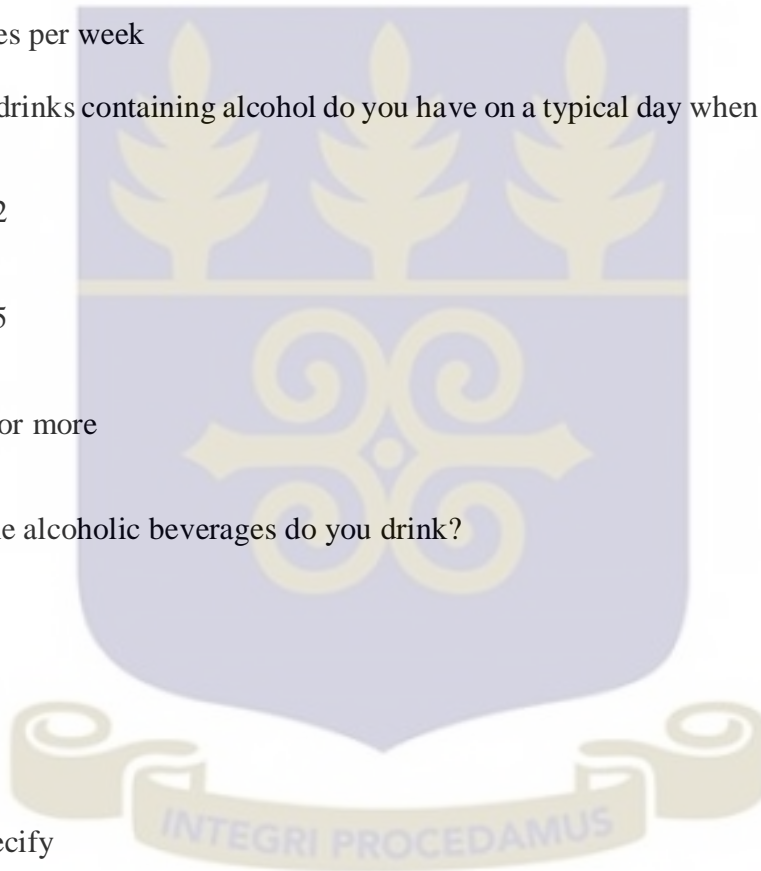 es per week
drinks containing alcohol do you have on a typical day when
2
5
or more
e alcoholic beverages do you drink?
ecify
INTEGRI PROCEDAMUS